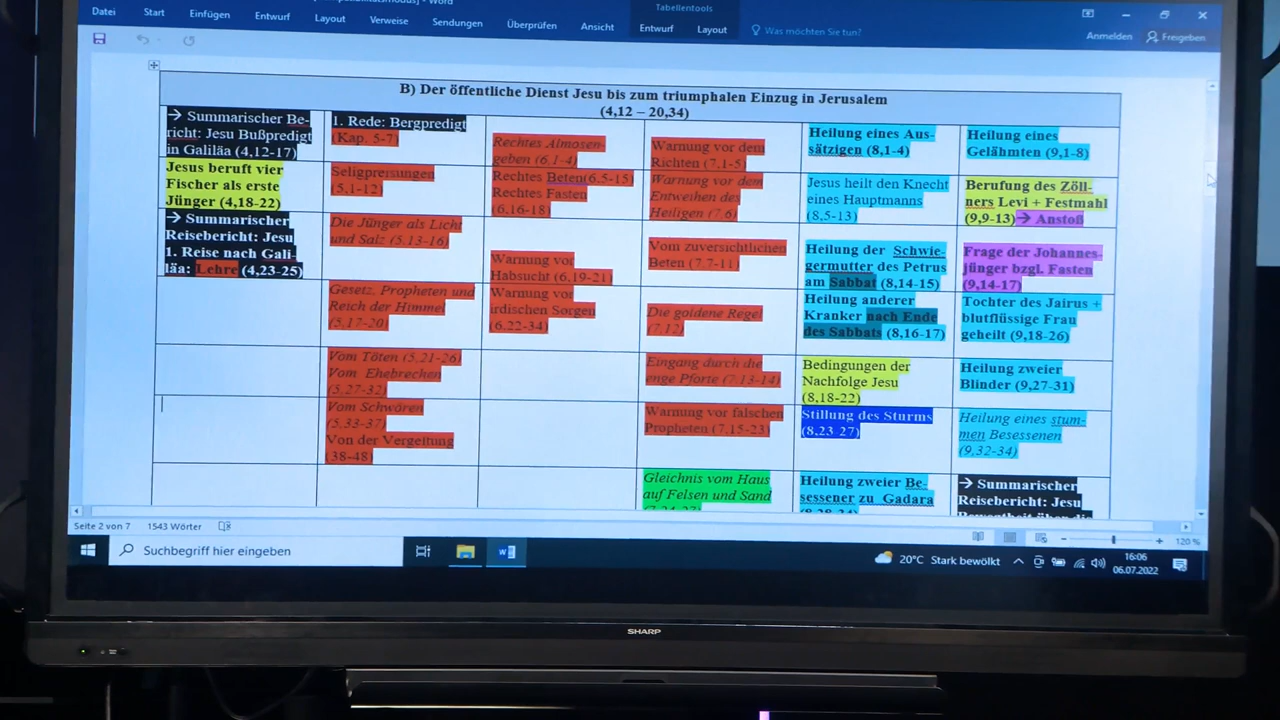 Word
Datei Start Einfügen Entwurf Layout Verweise Sendungen Überprüfen Ansicht Entwurf Layout Was möchten Sie tun?
Tabellentools
Anmelden Freigeben
B) Der öffentliche Dienst Jesu bis zum triumphalen Einzug in Jerusalem
(4,12 – 20,34)
→ Summarischer Be-
richt: Jesu Bußpredigt
in Galiläa (4,12-17)
Jesus beruft vier
Fischer als erste
Jünger (4,18-22)
→ Summarischer
Reisebericht: Jesu
1. Reise nach Gali-
läa: Lehre (4,23-25)
1. Rede: Bergpredigt
(Kap. 5-7)
Seligpreisungen
(5,1-12)
Die Jünger als Licht
und Salz (5,13-16)
Gesetz, Propheten und
Reich der Himmel
(5,17-20)
Vom Töten (5,21-26)
Vom Ehebrechen
(5,27-32)
Vom Schwören
(5,33-37)
Von der Vergeltung
(38-48)
Rechtes Almosen-
geben (6,1-4)
Rechtes Beten(6,5-15)
Rechtes Fasten
(6,16-18)
Warnung vor
Habsucht (6,19-21)
Warnung vor
irdischen Sorgen
(6,22-34)
Warnung vor dem
Richten (7,1-5)
Warnung vor dem
Entweihen des
Heiligen (7,6)
Vom zuversichtlichen
Beten (7,7-11)
Die goldene Regel
(7,12)
Eingang durch die
enge Pforte (7,13-14)
Warnung vor falschen
Propheten (7,15-23)
Gleichnis vom Haus
auf Felsen und Sand
Heilung eines Aus-
sätzigen (8,1-4)
Jesus heilt den Knecht
eines Hauptmanns
(8,5-13)
Heilung der Schwie-
germutter des Petrus
am Sabbat (8,14-15)
Heilung anderer
Kranker nach Ende
des Sabbats (8,16-17)
Bedingungen der
Nachfolge Jesu
(8,18-22)
Stillung des Sturms
(8,23-27)
Heilung zweier Be-
sessener zu Gadara
Heilung eines
Gelähmten (9,1-8)
Berufung des Zöll-
ners Levi + Festmahl
(9,9-13)→ Anstoß
Frage der Johannes-
jünger bzgl. Fasten
(9,14-17)
Tochter des Jairus +
blutflüssige Frau
geheilt (9,18-26)
Heilung zweier
Blinder (9,27-31)
Heilung eines stum-
men Besessenen
(9,32-34)
→ Summarischer
Reisebericht: Jesu
Seite 2 von 7 1543 Wörter
120 %
Suchbegriff hier eingeben
20°C Stark bewölkt
16:06
06.07.2022
SHARP